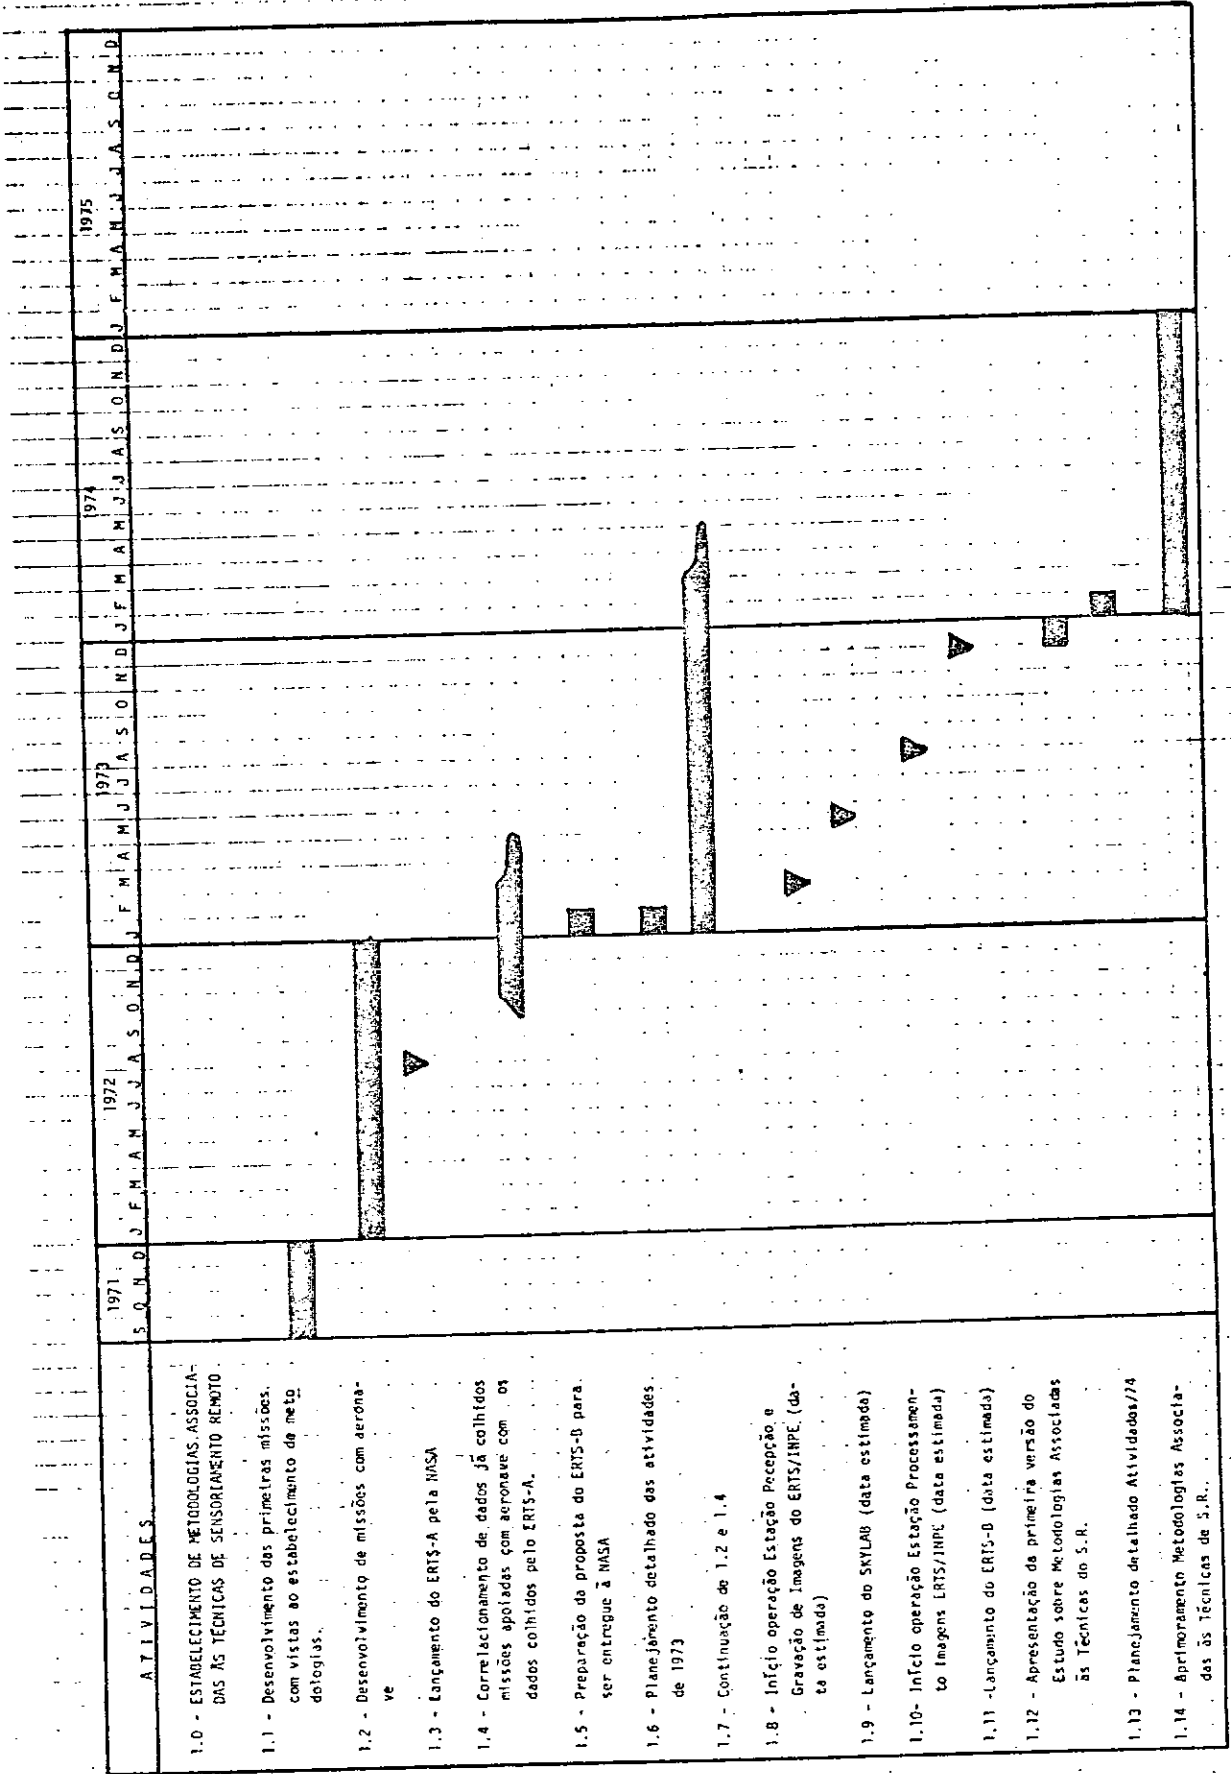 ATIVIDADES
1971
1972
1973
1974
1975
S O N D J F M A M J J A S O N D J F M A M J J A S O N D J F M A M J J A S O N D J F M A M J J A S O N D
1.0 - ESTABELECIMENTO DE METODOLOGIAS ASSOCIA-
DAS ÀS TÉCNICAS DE SENSORIAMENTO REMOTO
1.1 - Desenvolvimento das primeiras missões
com vistas ao estabelecimento de meto
dologias.
1.2 - Desenvolvimento de missões com aerona-
ve
1.3 - Lançamento do ERTS-A pela NASA
1.4 - Correlacionamento de dados já colhidos
missões apoiadas com aeronave com os
dados colhidos pelo ERTS-A.
1.5 - Preparação da proposta do ERTS-B para
ser entregue à NASA
1.6 - Planejamento detalhado das atividades
de 1973
1.7 - Continuação de 1.2 e 1.4
1.8 - Início operação Estação Recepção e
Gravação de Imagens do ERTS/INPE (da-
ta estimada)
1.9 - Lançamento do SKYLAB (data estimada)
1.10- Início operação Estação Processamen-
to Imagens ERTS/INPE (data estimada)
1.11 -Lançamento do ERTS-B (data estimada)
1.12 - Apresentação da primeira versão do
Estudo sobre Metodologias Associadas
às Técnicas do S.R.
1.13 - Planejamento detalhado Atividades/74
1.14 - Aprimoramento Metodologias Associa-
das às Técnicas de S.R.